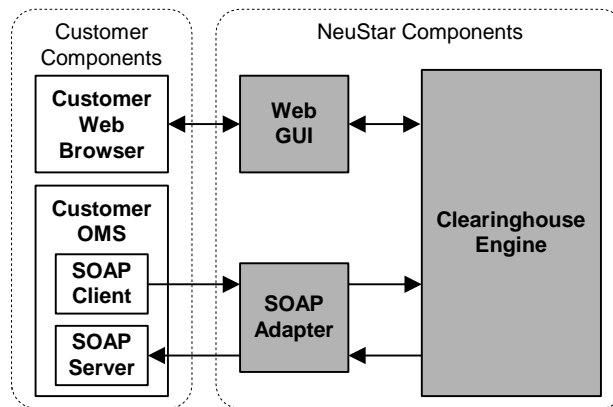 Customer
Components
NeuStar Components
Customer
Web
Browser
Web
GUI
Clearinghouse
Engine
Customer
OMS
SOAP
Client
SOAP
Server
SOAP
Adapter